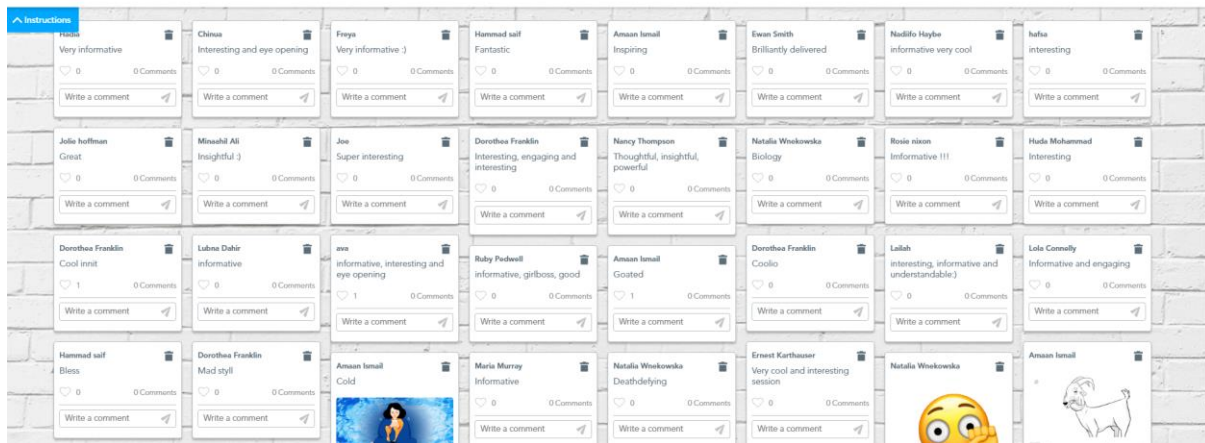 Instructions
Hadia
Very informative
0 0 Comments
Write a comment
Chinua
Interesting and eye opening
0 0 Comments
Write a comment
Freya
Very informative :)
0 0 Comments
Write a comment
Hammad saif
Fantastic
0 0 Comments
Write a comment
Amaan Ismail
Inspiring
0 0 Comments
Write a comment
Ewan Smith
Brilliantly delivered
0 0 Comments
Write a comment
Nadiifo Haybe
informative very cool
0 0 Comments
Write a comment
hafsa
interesting
0 0 Comments
Write a comment
Jolie hoffman
Great
0 0 Comments
Write a comment
Minaahil Ali
Insightful :)
0 0 Comments
Write a comment
Joe
Super interesting
0 0 Comments
Write a comment
Dorothea Franklin
Interesting, engaging and
interesting
0 0 Comments
Write a comment
Nancy Thompson
Thoughtful, insightful,
powerful
0 0 Comments
Write a comment
Natalia Wnekowska
Biology
0 0 Comments
Write a comment
Rosie nixon
Imformative !!!
0 0 Comments
Write a comment
Huda Mohammad
Interesting
0 0 Comments
Write a comment
Dorothea Franklin
Cool innit
1 0 Comments
Write a comment
Lubna Dahir
informative
0 0 Comments
Write a comment
ava
informative, interesting and
eye opening
1 0 Comments
Write a comment
Ruby Pedwell
informative, girlboss, good
0 0 Comments
Write a comment
Amaan Ismail
Goated
1 0 Comments
Write a comment
Dorothea Franklin
Coolio
0 0 Comments
Write a comment
Lailah
interesting, informative and
understandable:)
0 0 Comments
Write a comment
Lola Connelly
Informative and engaging
0 0 Comments
Write a comment
Hammad saif
Bless
0 0 Comments
Write a comment
Dorothea Franklin
Mad styll
0 0 Comments
Write a comment
Amaan Ismail
Cold
Maria Murray
Informative
0 0 Comments
Write a comment
Natalia Wnekowska
Deathdefying
0 0 Comments
Write a comment
Ernest Karthauser
Very cool and interesting
session
0 0 Comments
Write a comment
Natalia Wnekowska
Amaan Ismail